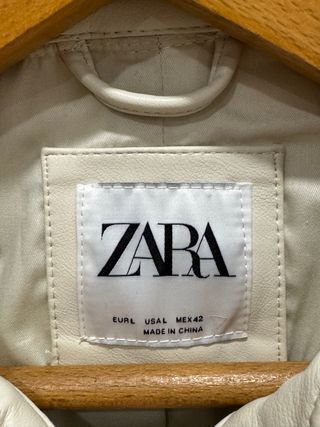 ZARA
EUR L USA L MEX 42
MADE IN CHINA